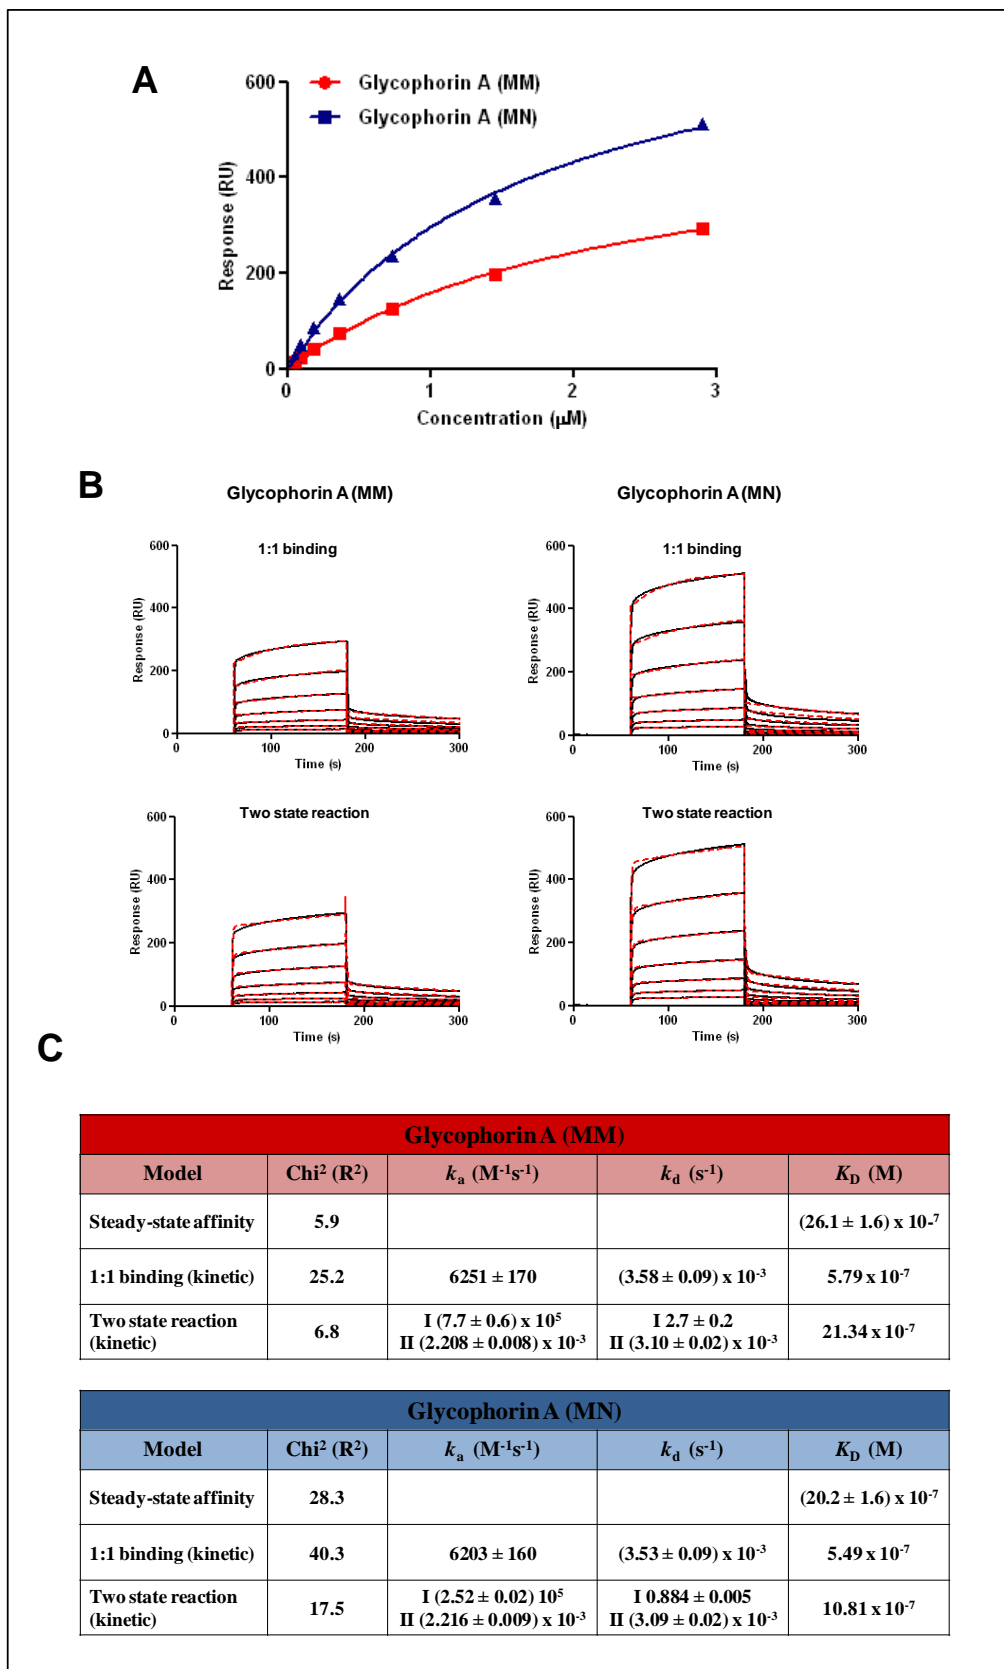 A
600
400
200
0
Response (RU)
Glycophorin A (MM)
Glycophorin A (MN)
0 1 2 3
Concentration (μM)
B
Glycophorin A (MM)
Glycophorin A (MN)
1:1 binding
600
400
200
0
Response (RU)
0 100 200 300
Time (s)
1:1 binding
600
400
200
0
Response (RU)
0 100 200 300
Time (s)
Two state reaction
600
400
200
0
Response (RU)
0 100 200 300
Time (s)
Two state reaction
600
400
200
0
Response (RU)
0 100 200 300
Time (s)
C
Glycophorin A (MM)
Model Chi² (R²) kₐ (M⁻¹s⁻¹) k_d (s⁻¹) K_D (M)
Steady-state affinity 5.9 (26.1 ± 1.6) x 10-⁷
1:1 binding (kinetic) 25.2 6251 ± 170 (3.58 ± 0.09) x 10⁻³ 5.79 x 10⁻⁷
Two state reaction (kinetic) 6.8 I (7.7 ± 0.6) x 10⁵ I 2.7 ± 0.2 21.34 x 10⁻⁷
II (2.208 ± 0.008) x 10⁻³ II (3.10 ± 0.02) x 10⁻³
Glycophorin A (MN)
Model Chi² (R²) kₐ (M⁻¹s⁻¹) k_d (s⁻¹) K_D (M)
Steady-state affinity 28.3 (20.2 ± 1.6) x 10⁻⁷
1:1 binding (kinetic) 40.3 6203 ± 160 (3.53 ± 0.09) x 10⁻³ 5.49 x 10⁻⁷
Two state reaction (kinetic) 17.5 I (2.52 ± 0.02) 10⁵ I 0.884 ± 0.005 10.81 x 10⁻⁷
II (2.216 ± 0.009) x 10⁻³ II (3.09 ± 0.02) x 10⁻³